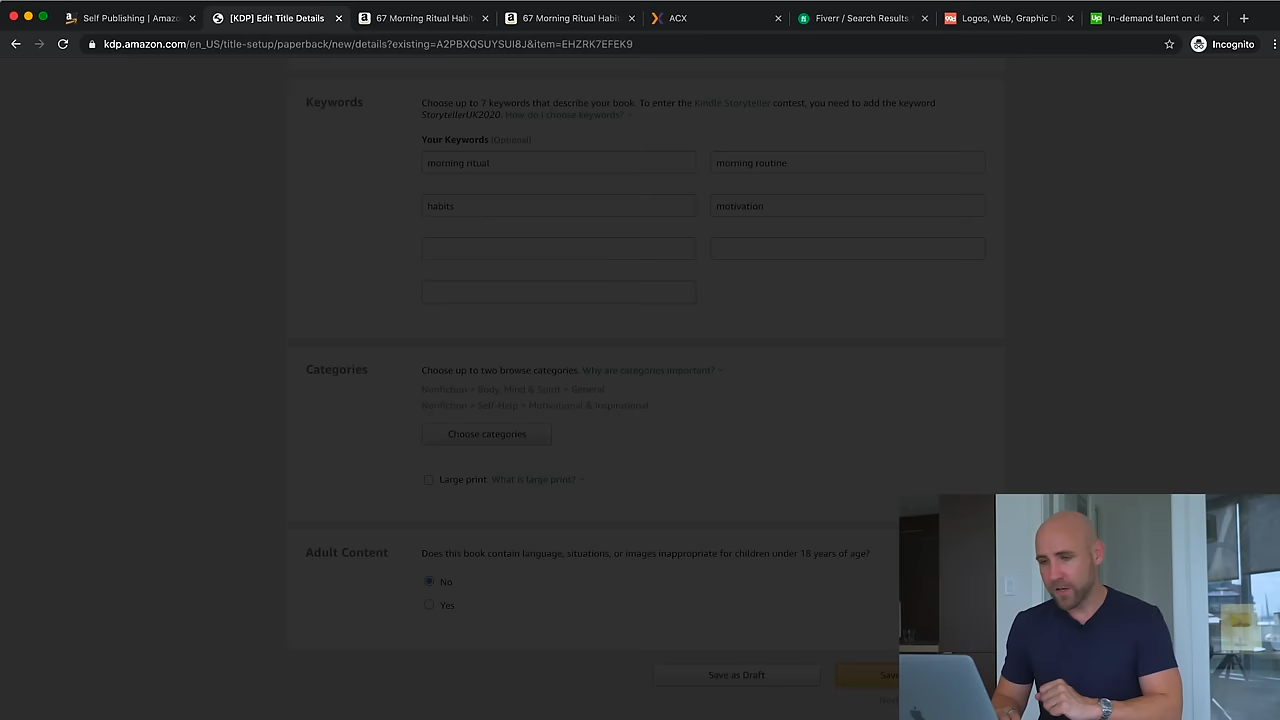 Self Publishing | Amazo
[KDP] Edit Title Details
67 Morning Ritual Habi
67 Morning Ritual Habi
ACX
Fiverr / Search Results
Logos, Web, Graphic D
Up
In-demand talent on de
kdp.amazon.com/en_US/title-setup/paperback/new/details?existing=A2PBXQSUYSUI8J&item=EHZRK7EFEK9
Incognito
Keywords
Choose up to 7 keywords that describe your book. To enter the Kindle Storyteller contest, you need to add the keyword
StorytellerUK2020. How do I choose keywords?
Your Keywords (Optional)
morning ritual
morning routine
habits
motivation
Categories
Choose up to two browse categories. Why are categories important?
Nonfiction > Body, Mind & Spirit > General
Nonfiction > Self-Help > Motivational & Inspirational
Choose categories
Large print. What is large print?
Adult Content
Does this book contain language, situations, or images inappropriate for children under 18 years of age?
No
Yes
Save as Draft
Save